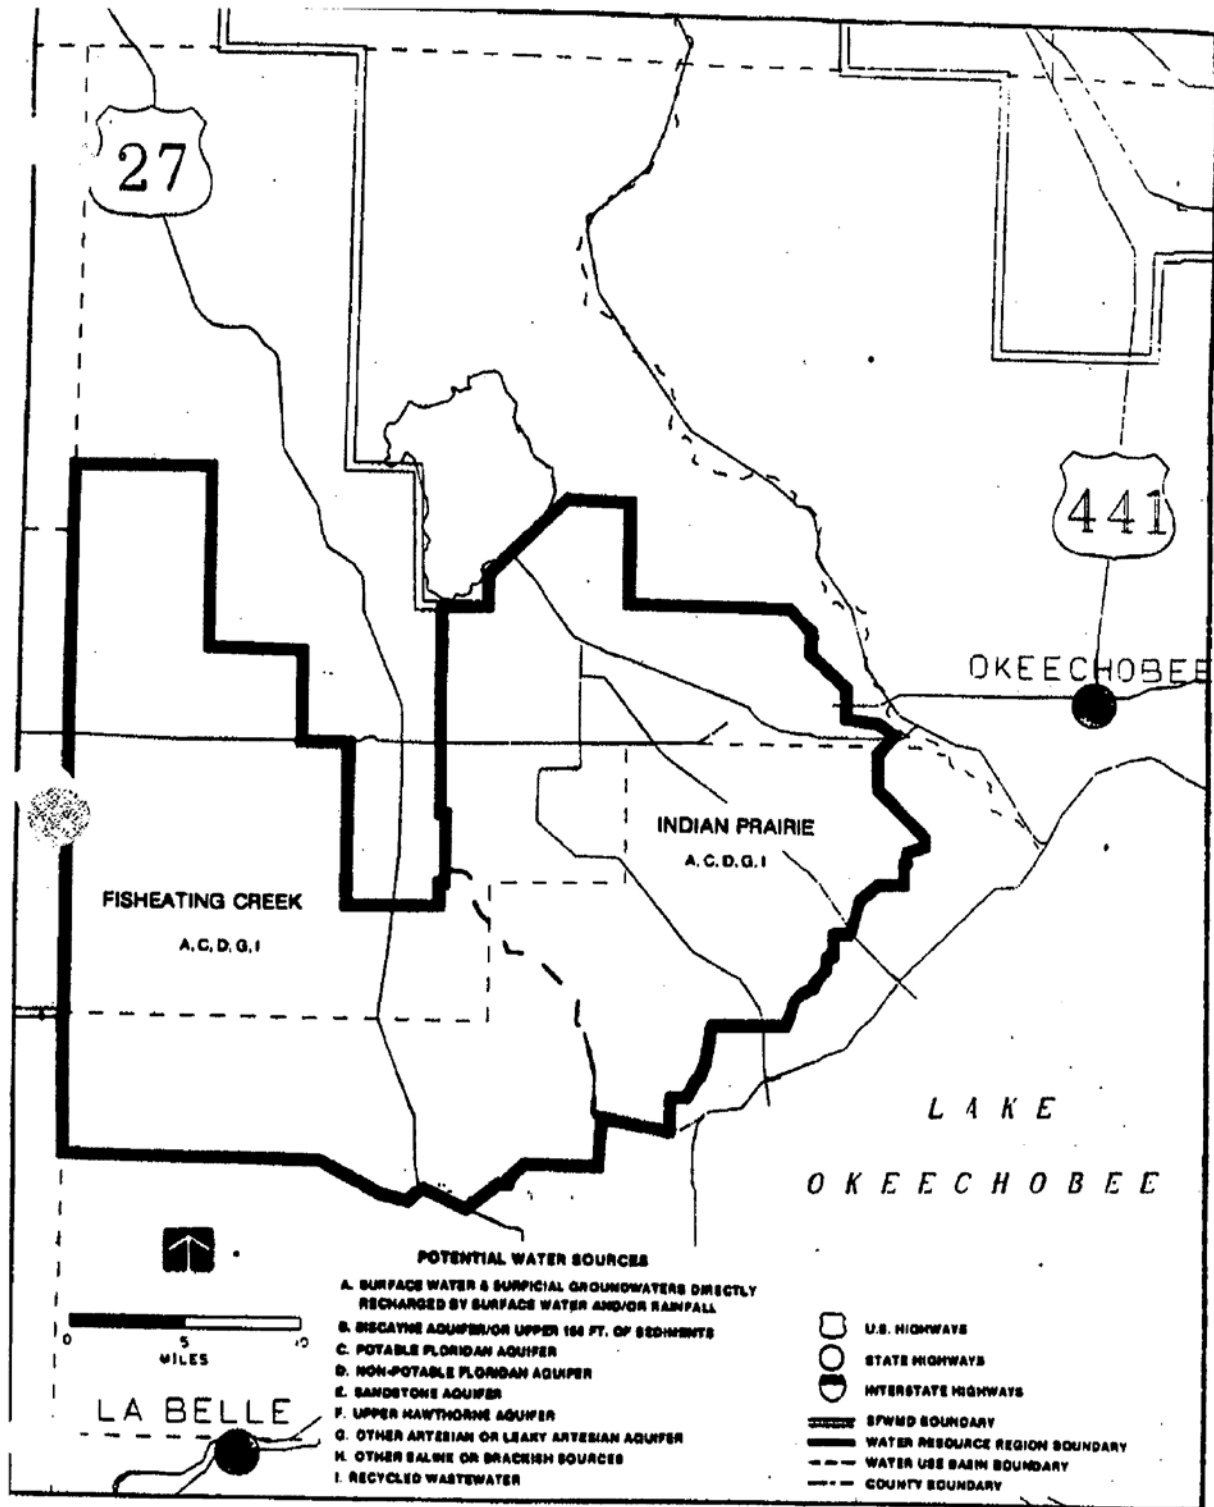 27
441
OKEECHOBEE
INDIAN PRAIRIE
A, C, D, G, I
FISHEATING CREEK
A, C, D, G, I
LAKE
OKEECHOBEE
POTENTIAL WATER SOURCES
A. SURFACE WATER & SURFICIAL GROUNDWATERS DIRECTLY
RECHARGED BY SURFACE WATER AND/OR RAINFALL
B. BISCAYNE AQUIFER/OR UPPER FT. OF SEDIMENTS
C. POTABLE FLORIDAN AQUIFER
D. NON-POTABLE FLORIDAN AQUIFER
E. SANDSTONE AQUIFER
F. UPPER HAWTHORNE AQUIFER
G. OTHER ARTESIAN OR LEAKY ARTESIAN AQUIFER
H. OTHER SALINE OR BRACKISH SOURCES
I. RECYCLED WASTEWATER
0 5 10
MILES
LA BELLE
U.S. HIGHWAYS
STATE HIGHWAYS
INTERSTATE HIGHWAYS
SFWMD BOUNDARY
WATER RESOURCE REGION BOUNDARY
WATER USE BASIN BOUNDARY
COUNTY BOUNDARY